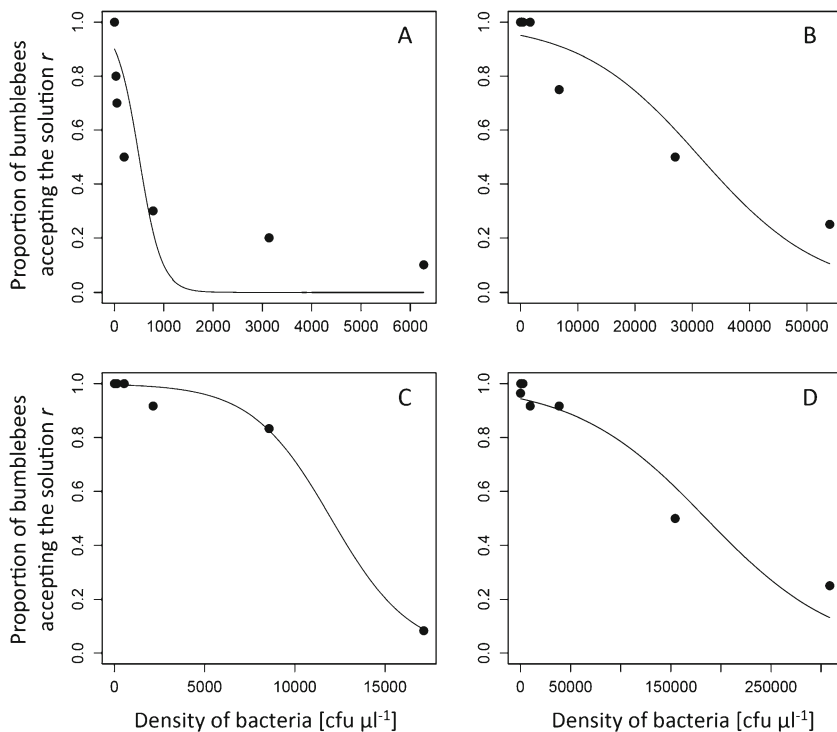 Proportion of bumblebees
accepting the solution r
1.0
0.8
0.6
0.4
0.2
0.0
A
0 1000 2000 3000 4000 5000 6000
1.0
0.8
0.6
0.4
0.2
0.0
B
0 10000 20000 30000 40000 50000
Proportion of bumblebees
accepting the solution r
1.0
0.8
0.6
0.4
0.2
0.0
C
0 5000 10000 15000
Density of bacteria [cfu µl⁻¹]
1.0
0.8
0.6
0.4
0.2
0.0
D
0 50000 150000 250000
Density of bacteria [cfu µl⁻¹]